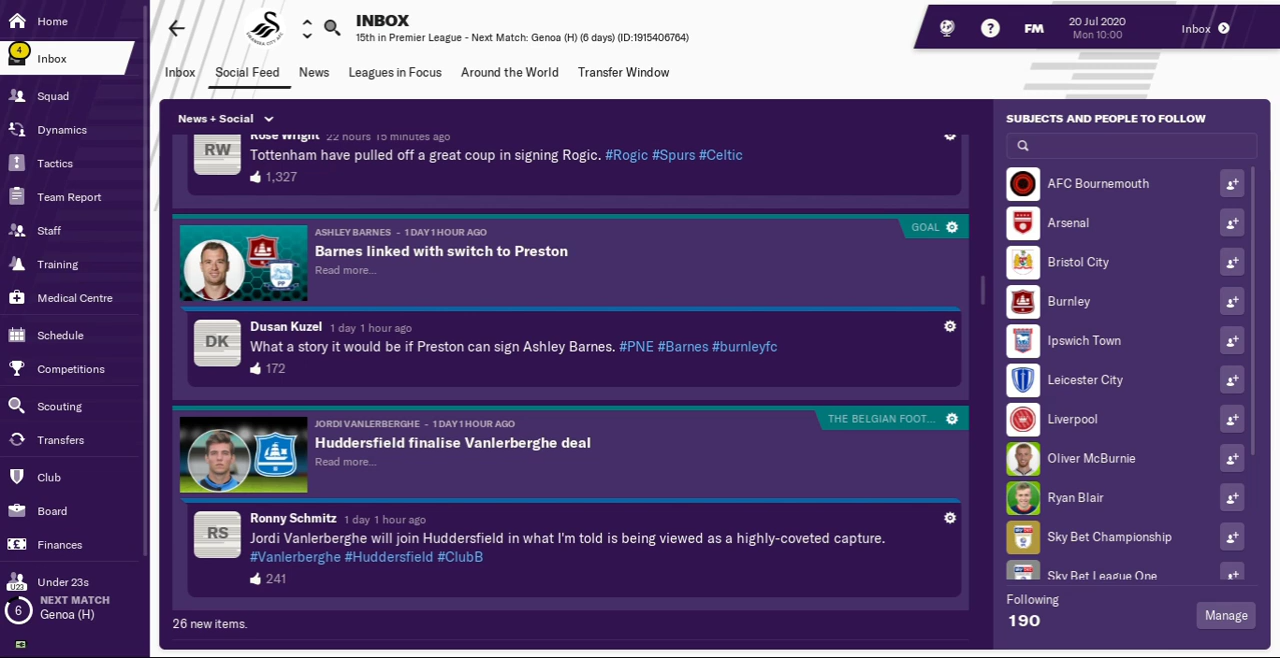 Home
4
Inbox
Squad
Dynamics
Tactics
Team Report
Staff
Training
Medical Centre
Schedule
Competitions
Scouting
Transfers
Club
Board
Finances
U23
Under 23s
6
NEXT MATCH
Genoa (H)
INBOX
15th in Premier League - Next Match: Genoa (H) (6 days) (ID:1915406764)
?
FM
20 Jul 2020
Mon 10:00
Inbox
Inbox Social Feed News Leagues in Focus Around the World Transfer Window
News + Social
RW
Rose Wright 22 hours 15 minutes ago
Tottenham have pulled off a great coup in signing Rogic. #Rogic #Spurs #Celtic
1,327
ASHLEY BARNES - 1 DAY 1 HOUR AGO
GOAL
Barnes linked with switch to Preston
Read more...
DK
Dusan Kuzel 1 day 1 hour ago
What a story it would be if Preston can sign Ashley Barnes. #PNE #Barnes #burnleyfc
172
JORDI VANLERBERGHE - 1 DAY 1 HOUR AGO
THE BELGIAN FOOT...
Huddersfield finalise Vanlerberghe deal
Read more...
RS
Ronny Schmitz 1 day 1 hour ago
Jordi Vanlerberghe will join Huddersfield in what I'm told is being viewed as a highly-coveted capture.
#Vanlerberghe #Huddersfield #ClubB
241
26 new items.
SUBJECTS AND PEOPLE TO FOLLOW
AFC Bournemouth
Arsenal
Bristol City
Burnley
Ipswich Town
Leicester City
Liverpool
Oliver McBurnie
Ryan Blair
Sky Bet Championship
Sky Bet League One
Following
190
Manage